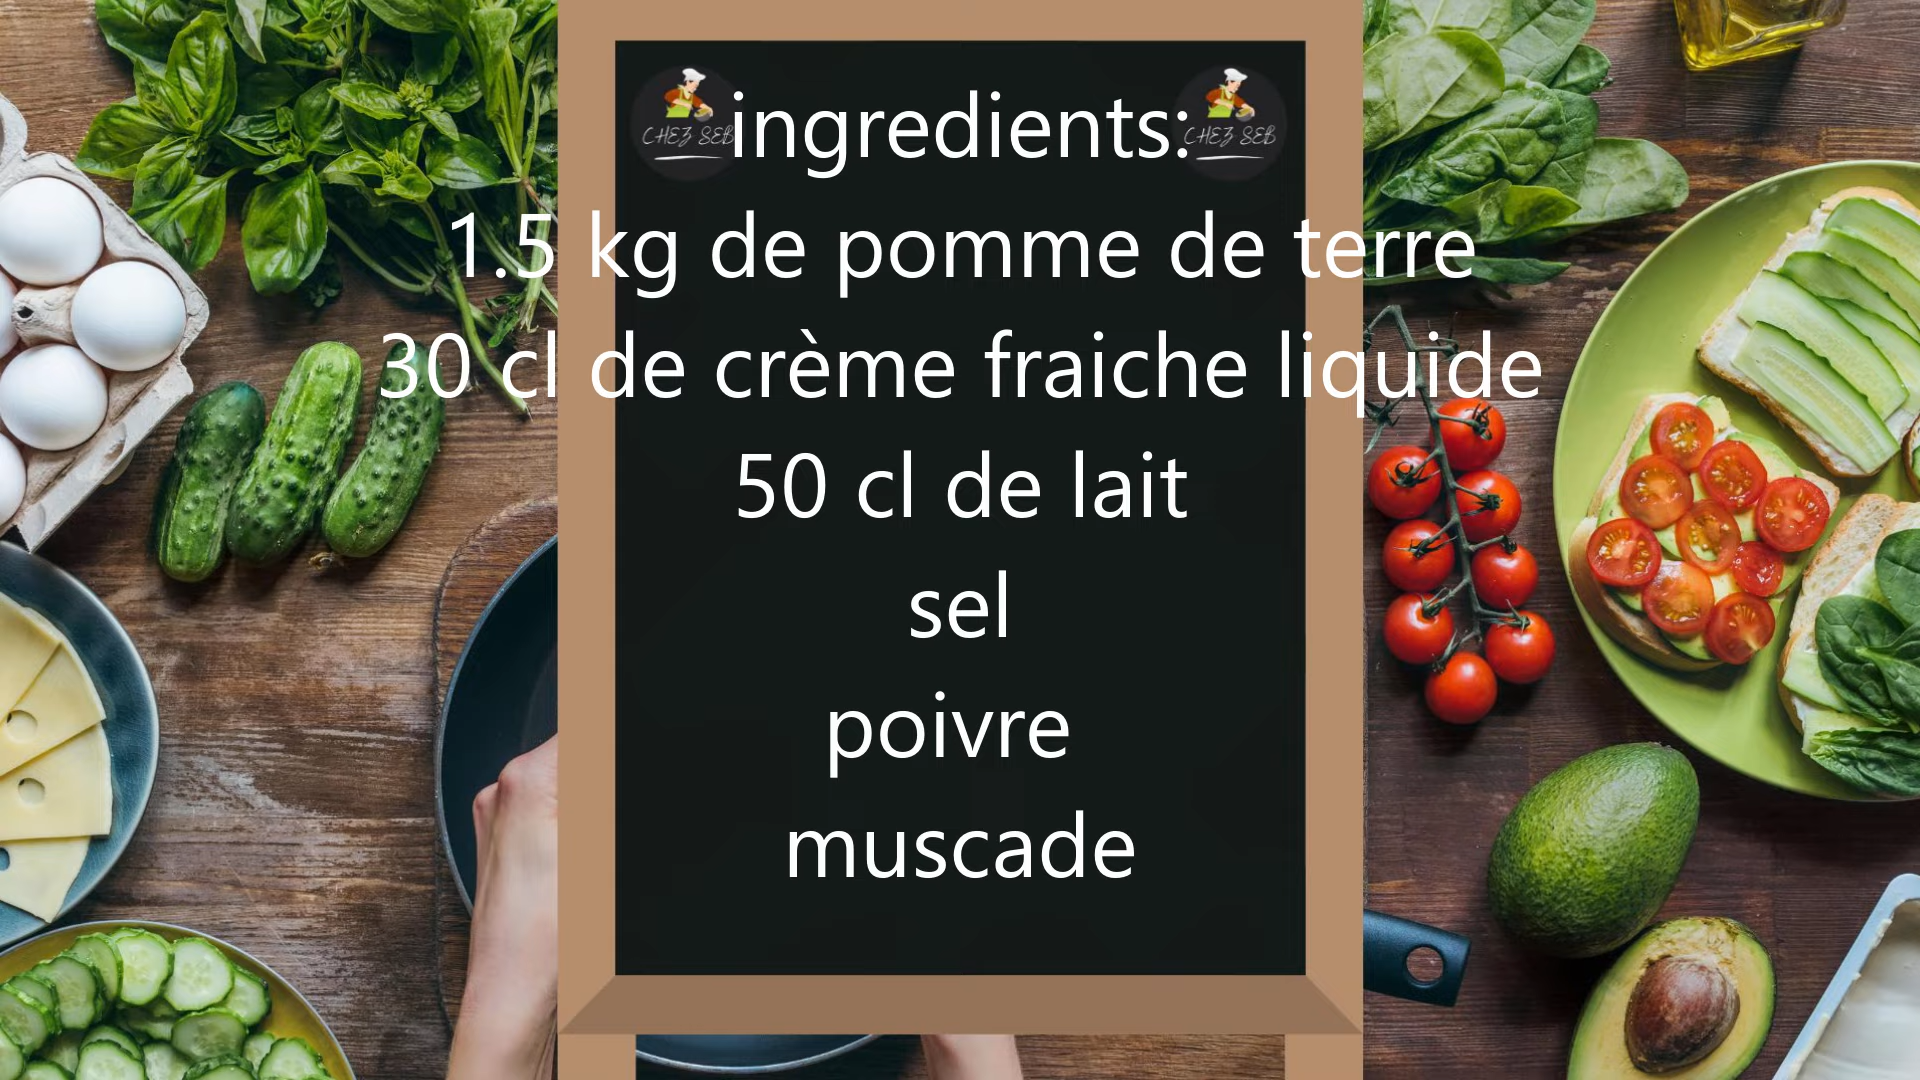 CHEZ SEB
ingredients:
CHEZ SEB
1.5 kg de pomme de terre
30 cl de crème fraiche liquide
50 cl de lait
sel
poivre
muscade